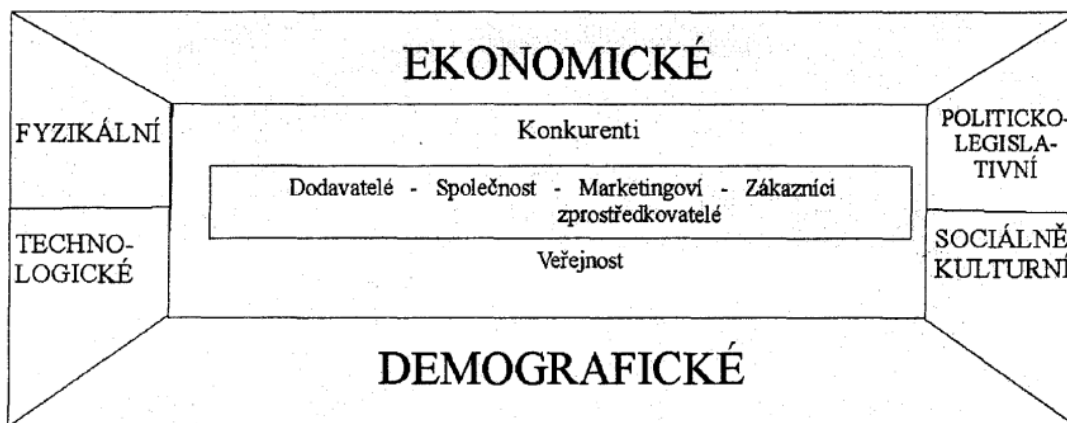 EKONOMICKÉ
FYZIKÁLNÍ
POLITICKO-
LEGISLA-
TIVNÍ
Konkurenti
Dodavatelé - Společnost - Marketingoví - Zákazníci
zprostředkovatelé
Veřejnost
TECHNO-
LOGICKÉ
SOCIÁLNĚ
KULTURNÍ
DEMOGRAFICKÉ